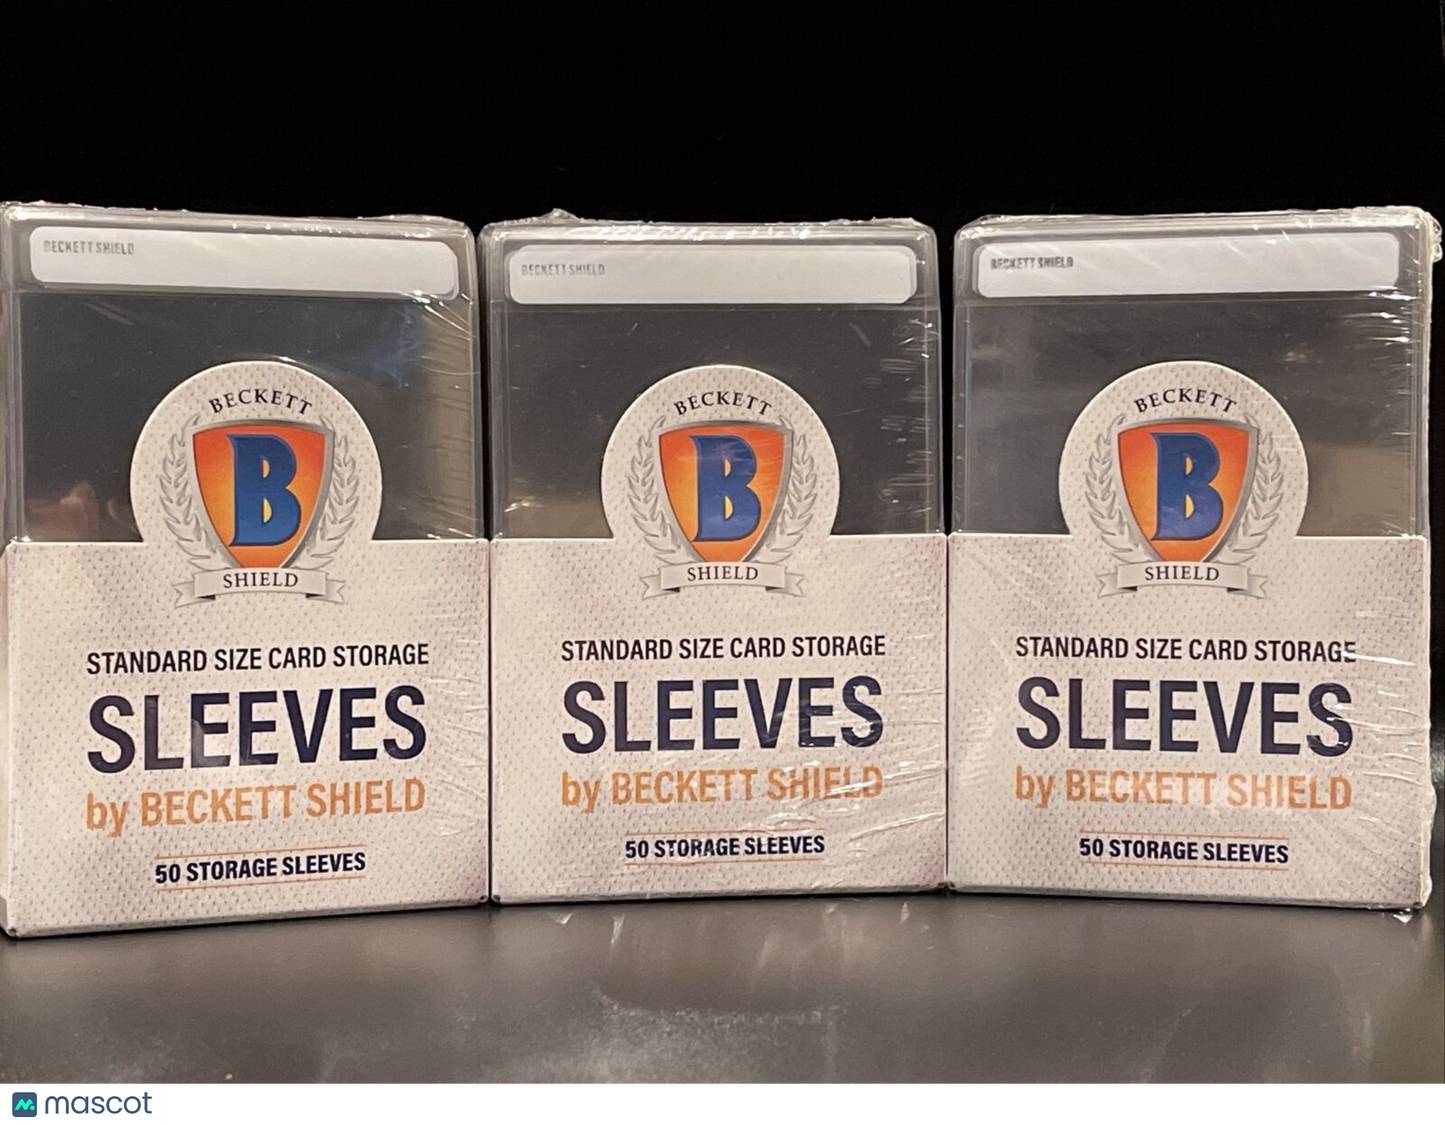 BECKETT SHIELD
BECKETT
B
SHIELD
STANDARD SIZE CARD STORAGE
SLEEVES
by BECKETT SHIELD
50 STORAGE SLEEVES
BECKETT SHIELD
BECKETT
B
SHIELD
STANDARD SIZE CARD STORAGE
SLEEVES
by BECKETT SHIELD
50 STORAGE SLEEVES
BECKETT SHIELD
BECKETT
B
SHIELD
STANDARD SIZE CARD STORAGE
SLEEVES
by BECKETT SHIELD
50 STORAGE SLEEVES
mascot